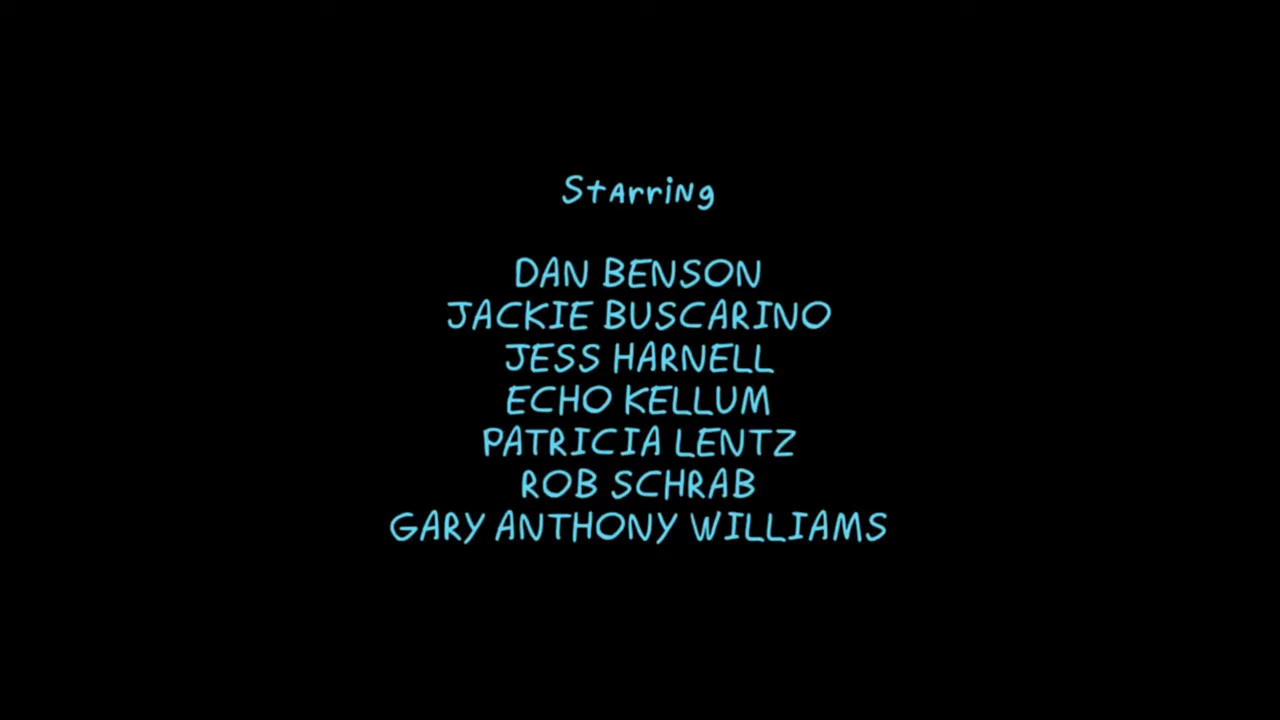 Starring
DAN BENSON
JACKIE BUSCARINO
JESS HARNELL
ECHO KELLUM
PATRICIA LENTZ
ROB SCHRAB
GARY ANTHONY WILLIAMS